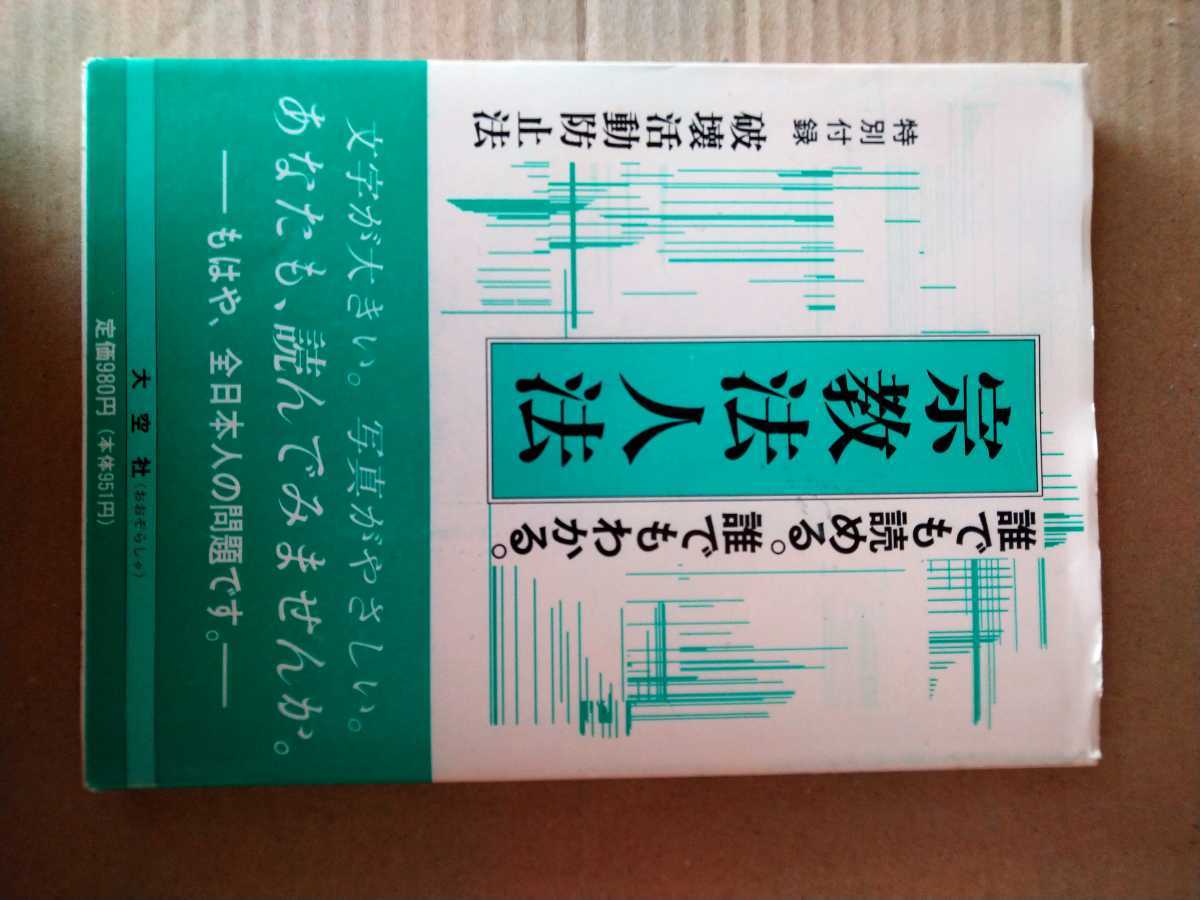 誰でも読める。誰でもわかる。
宗教法人法
特別付録
破壊活動防止法
文字が大きい。写真がやさしい。
あなたも、読んでみませんか。
――もはや、全日本人の問題です。――
大空社(おおぞらしゃ)
定価980円(本体951円)